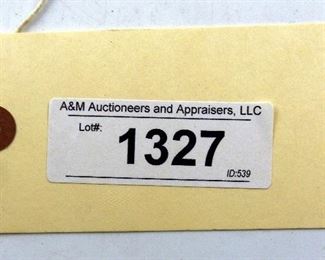 A&M Auctioneers and Appraisers, LLC
Lot#:
1327
ID:539